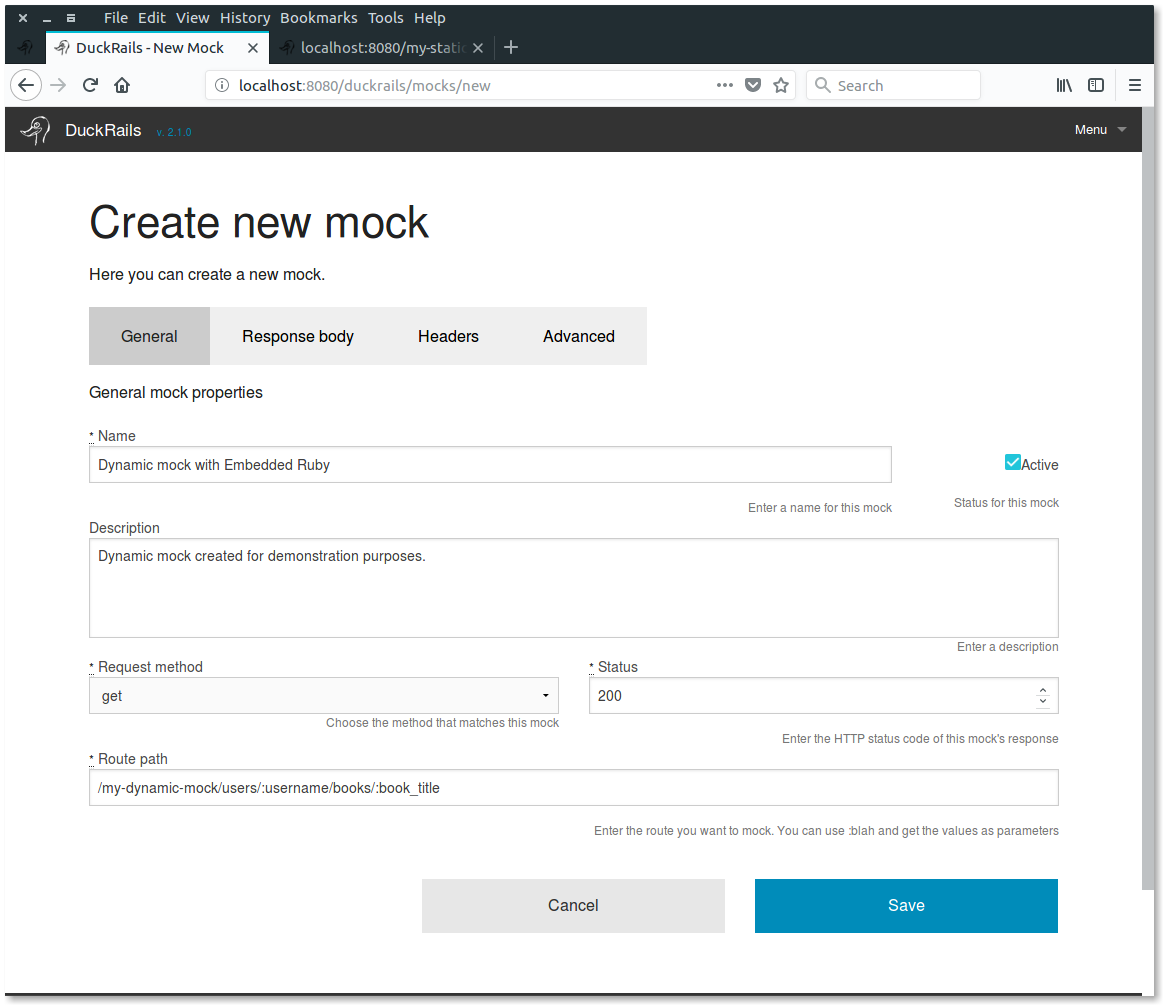 File Edit View History Bookmarks Tools Help
DuckRails - New Mock localhost:8080/my-stati
localhost:8080/duckrails/mocks/new Search
DuckRails v. 2.1.0 Menu
Create new mock
Here you can create a new mock.
General Response body Headers Advanced
General mock properties
* Name
Dynamic mock with Embedded Ruby Active
Enter a name for this mock Status for this mock
Description
Dynamic mock created for demonstration purposes.
Enter a description
* Request method * Status
get 200
Choose the method that matches this mock
Enter the HTTP status code of this mock's response
* Route path
/my-dynamic-mock/users/:username/books/:book_title
Enter the route you want to mock. You can use :blah and get the values as parameters
Cancel Save